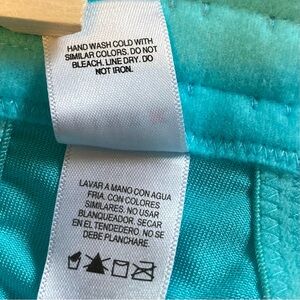 HAND WASH COLD WITH
SIMILAR COLORS. DO NOT
BLEACH. LINE DRY. DO
NOT IRON.
LAVAR A MANO CON AGUA
FRIA. CON COLORES
SIMILARES. NO USAR
BLANQUEADOR. SECAR
EN EL TENDEDERO. NO SE
DEBE PLANCHARE.